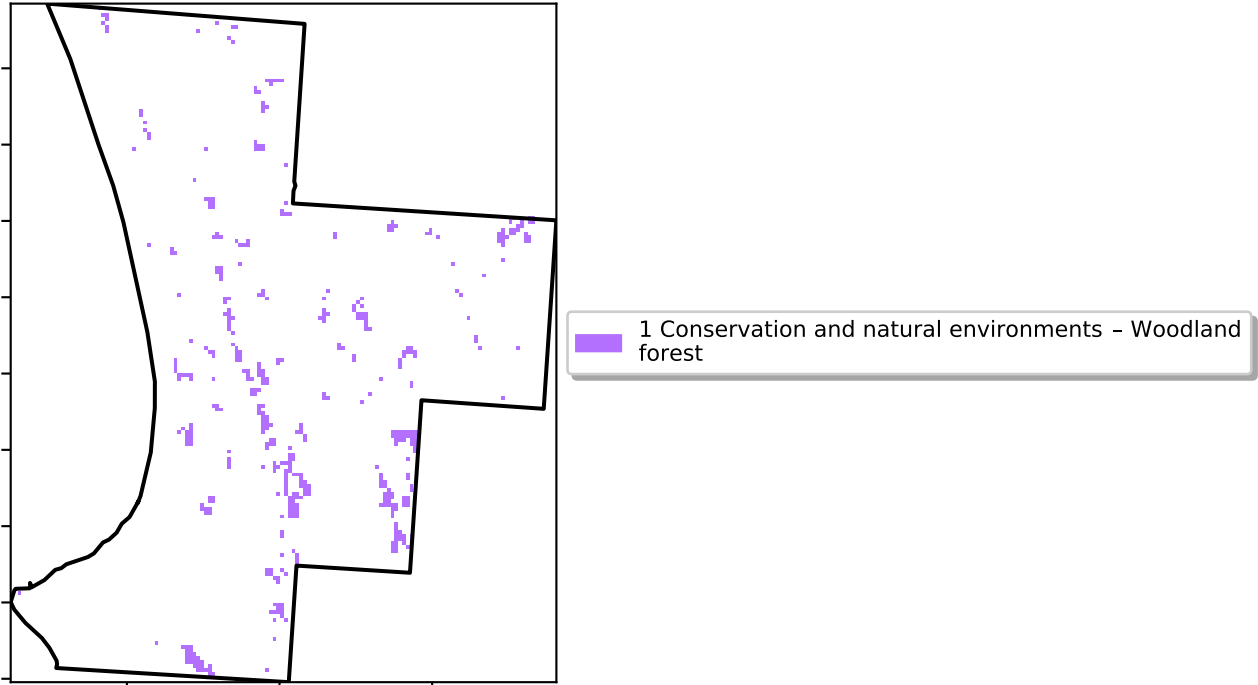 1 Conservation and natural environments – Woodland
forest